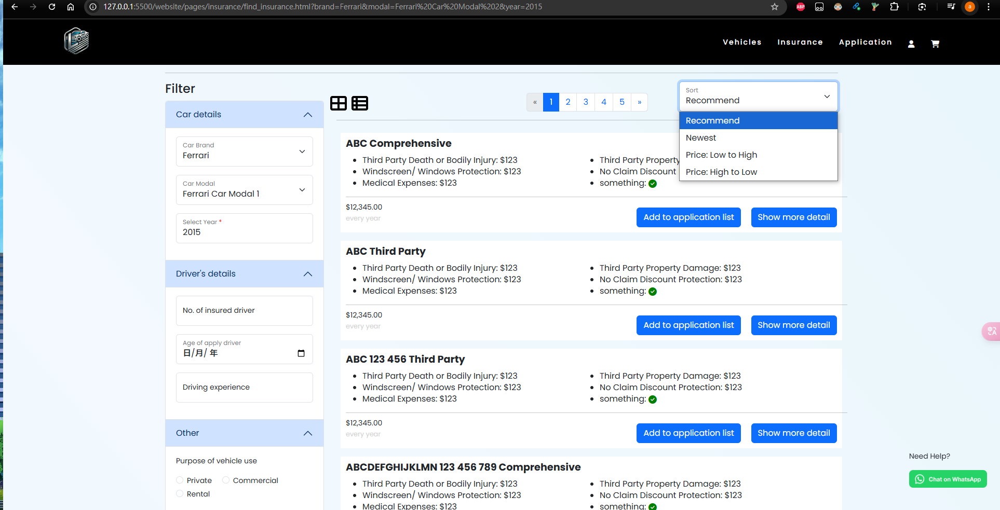 127.0.0.1:5500/website/pages/insurance/find_insurance.html?brand=Ferrari&modal=Ferrari%20Car%20Modal%202&year=2015
ABP
a
Vehicles Insurance Application
Filter
Car details
Car Brand
Ferrari
Car Modal
Ferrari Car Modal 1
Select Year *
2015
Driver's details
No. of insured driver
Age of apply driver
日/月/年
Driving experience
Other
Purpose of vehicle use
Private Commercial
Rental
« 1 2 3 4 5 »
Sort
Recommend
Recommend
Newest
Price: Low to High
Price: High to Low
ABC Comprehensive
Third Party Death or Bodily Injury: $123
Windscreen/ Windows Protection: $123
Medical Expenses: $123
Third Party Property
No Claim Discount
something:
$12,345.00
every year
Add to application list
Show more detail
ABC Third Party
Third Party Death or Bodily Injury: $123
Windscreen/ Windows Protection: $123
Medical Expenses: $123
Third Party Property Damage: $123
No Claim Discount Protection: $123
something:
$12,345.00
every year
Add to application list
Show more detail
ABC 123 456 Third Party
Third Party Death or Bodily Injury: $123
Windscreen/ Windows Protection: $123
Medical Expenses: $123
Third Party Property Damage: $123
No Claim Discount Protection: $123
something:
$12,345.00
every year
Add to application list
Show more detail
ABCDEFGHIJKLMN 123 456 789 Comprehensive
Third Party Death or Bodily Injury: $123
Windscreen/ Windows Protection: $123
Medical Expenses: $123
Third Party Property Damage: $123
No Claim Discount Protection: $123
something:
中
A
Need Help?
Chat on WhatsApp